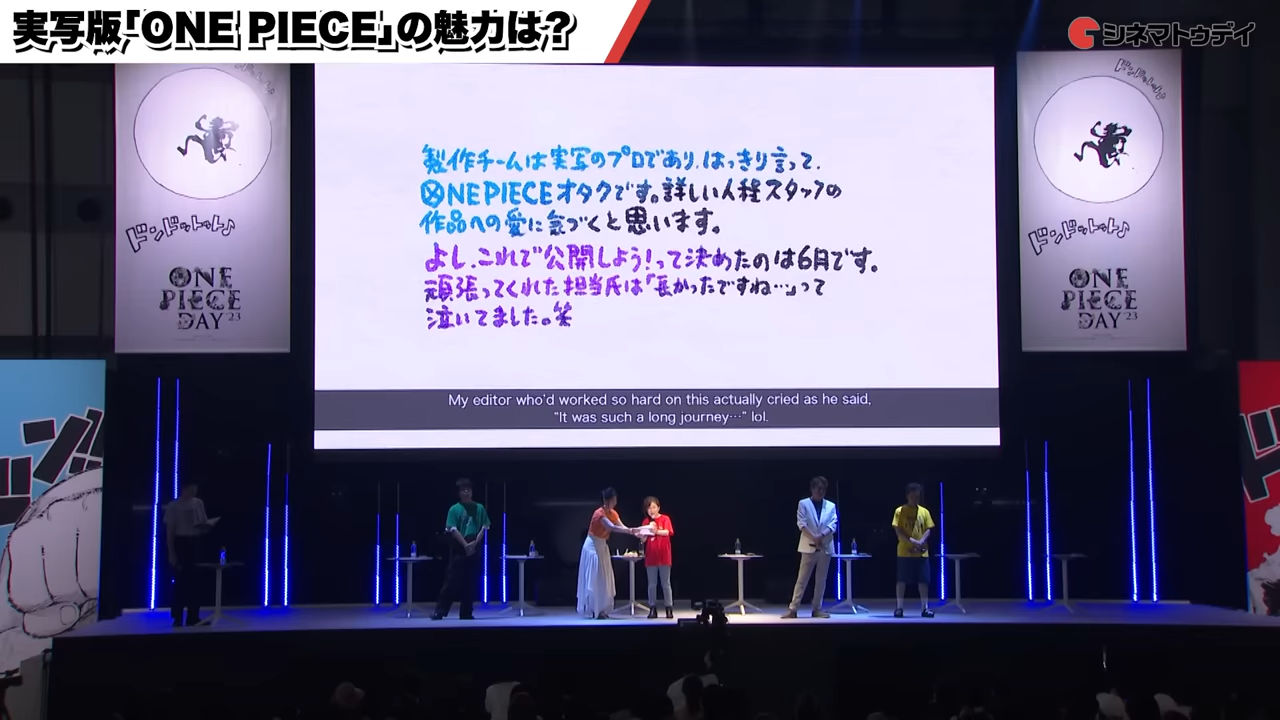 実写版「ONE PIECE」の魅力は?
シネマトゥデイ
ドンドットット♪
ONE
PIECE
DAY'23
製作チームは実写のプロであり、はっきり言って、
ONE PIECEオタクです。詳しい人程スタッフの
作品への愛に気づくと思います。
よし、これで公開しよう!って決めたのは6月です。
頑張ってくれた担当氏は「長かったですね…」って
泣いてました。笑
My editor who'd worked so hard on this actually cried as he said,
"It was such a long journey…" lol.
ドンドットット♪
ドンドットット♪
ONE
PIECE
DAY'23